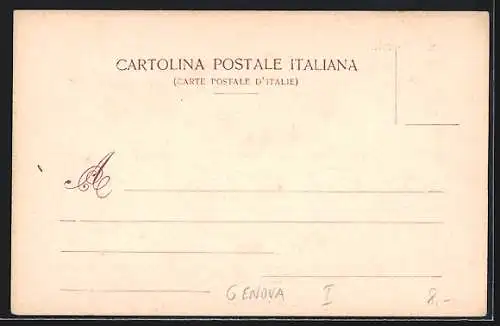 CARTOLINA POSTALE ITALIANA
(CARTE POSTALE D'ITALIE)
A
GENOVA I 8,-